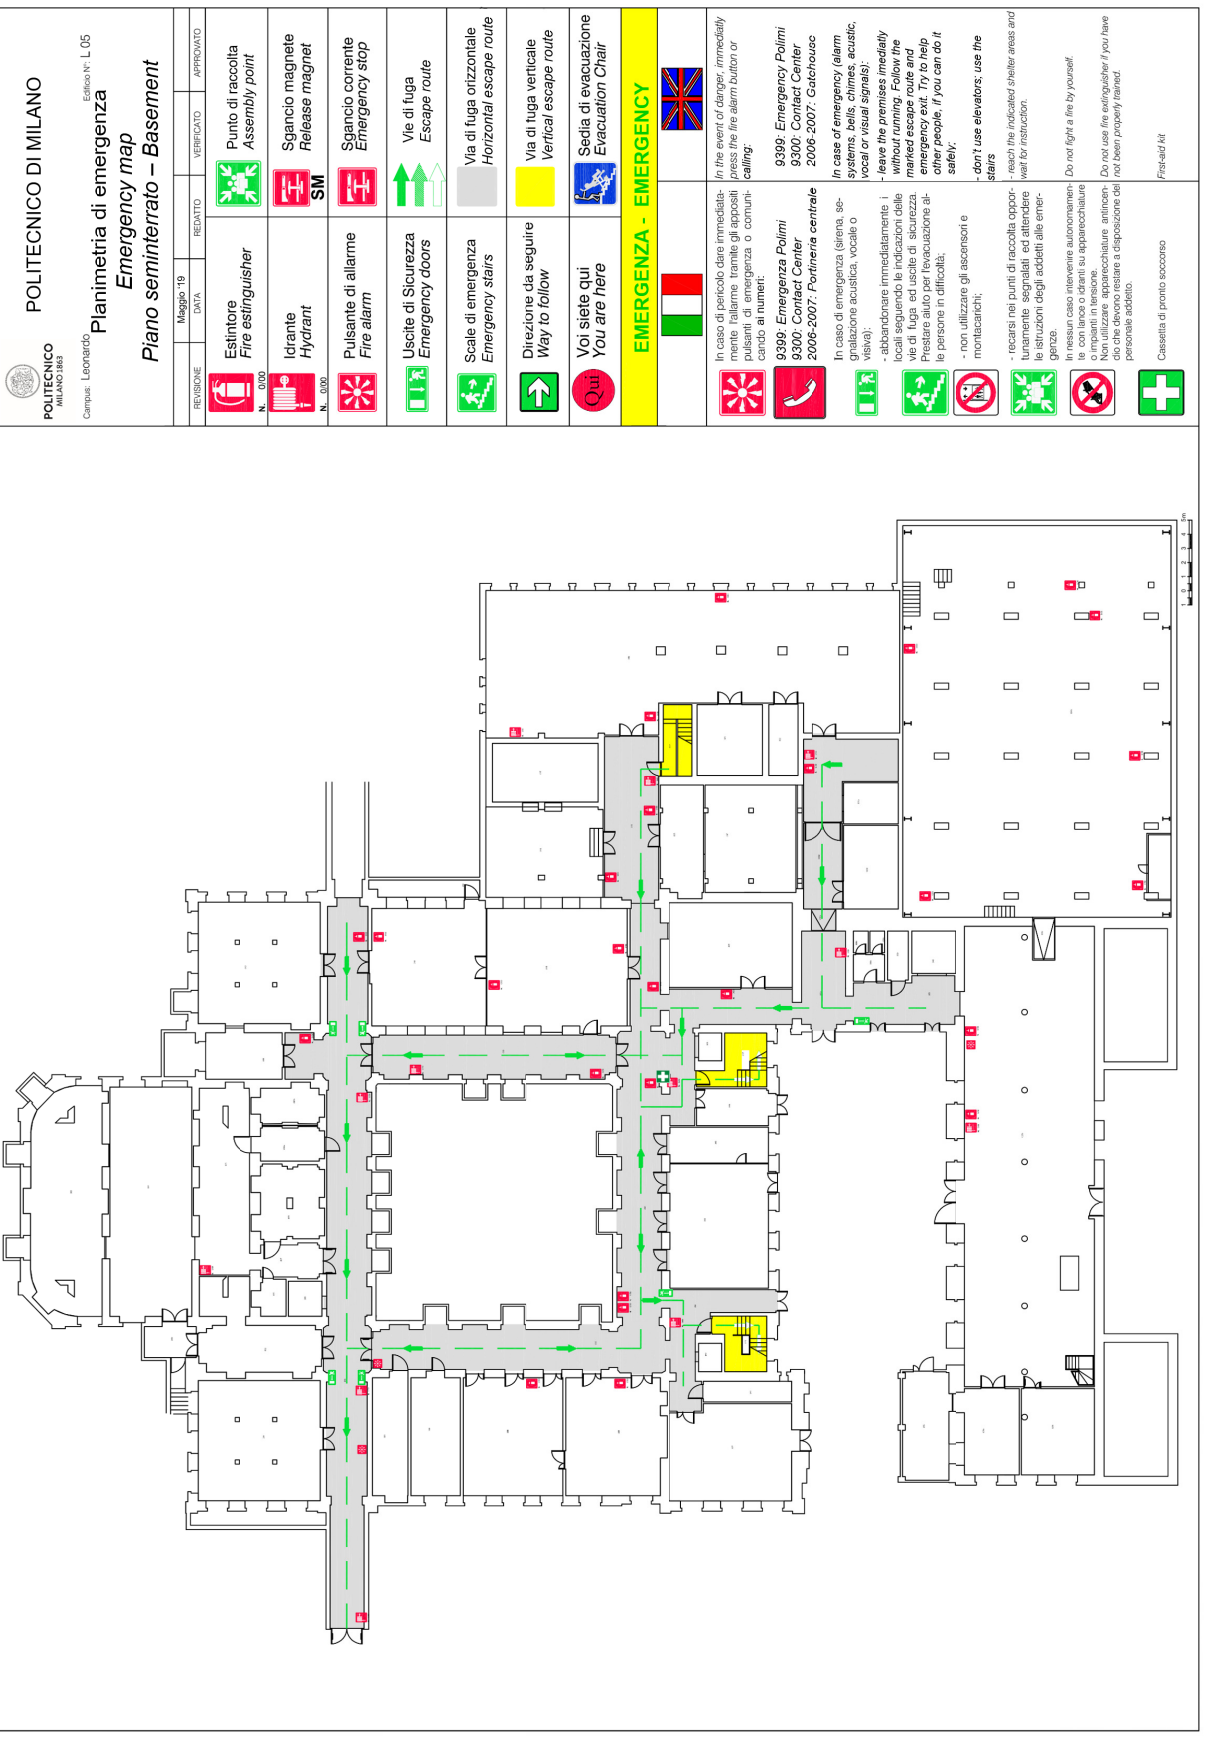 POLITECNICO
MILANO 1863
POLITECNICO DI MILANO
Campus: Leonardo
Edificio N°: L 05
Planimetria di emergenza
Emergency map
Piano seminterrato – Basement
Maggio '19
REVISIONE
DATA
REDATTO
VERIFICATO
APPROVATO
Estintore
Fire estinguisher
N. 0/00
Punto di raccolta
Assembly point
Idrante
Hydrant
N. 0/00
Sgancio magnete
Release magnet
SM
Pulsante di allarme
Fire alarm
Sgancio corrente
Emergency stop
Uscite di Sicurezza
Emergency doors
Vie di fuga
Escape route
Scale di emergenza
Emergency stairs
Via di fuga orizzontale
Horizontal escape route
Direzione da seguire
Way to follow
Via di tuga verticale
Vertical escape route
Qui
Voi siete qui
You are here
Sedia di evacuazione
Evacuation Chair
EMERGENZA - EMERGENCY
In caso di pericolo dare immediata-
mente l'allarme tramite gli appositi
pulsanti di emergenza o comuni-
cando ai numeri:
9399: Emergenza Polimi
9300: Contact Center
2006-2007: Portineria centrale
In caso di emergenza (sirena, se-
gnalazione acustica, vocale o
visiva):
- abbandonare immediatamente i
locali seguendo le indicazioni delle
vie di fuga ed uscite di sicurezza.
Prestare aiuto per l'evacuazione al-
le persone in difficoltà;
- non utilizzare gli ascensori e
montacarichi;
- recarsi nei punti di raccolta oppor-
tunamente segnalati ed attendere
le istruzioni degli addetti alle emer-
genze.
In nessun caso intervenire autonomamen-
te con lance o idranti su apparecchiature
o impianti in tensione.
Non utilizzare apparecchiature antincen-
dio che devono restare a disposizione del
personale addetto.
Cassetta di pronto soccorso
In the event of danger, immediatly
press the fire alarm button or
calling:
9399: Emergency Polimi
9300: Contact Center
2006-2007: Gatehouse
In case of emergency (alarm
systems, bells, chimes, acustic,
vocal or visual signals):
- leave the premises imediatly
without running. Follow the
marked escape route and
emergency exit. Try to help
other people, if you can do it
safely;
- don't use elevators; use the
stairs
- reach the indicated shelter areas and
wait for instruction.
Do not fight a fire by yourself.
Do not use fire extinguisher if you have
not been properly trained.
First-aid kit
1 0 1 2 3 4 5m